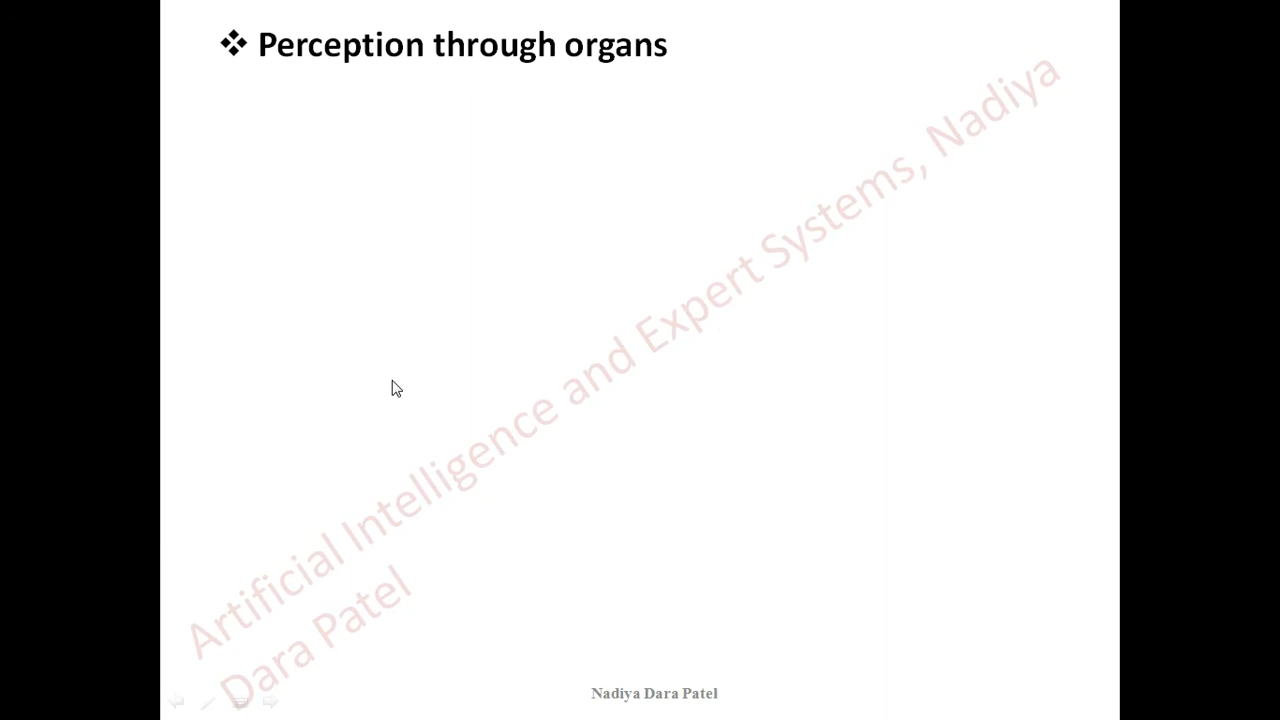 ❖ Perception through organs
Artificial Intelligence and Expert Systems, Nadiya
Dara Patel
Nadiya Dara Patel